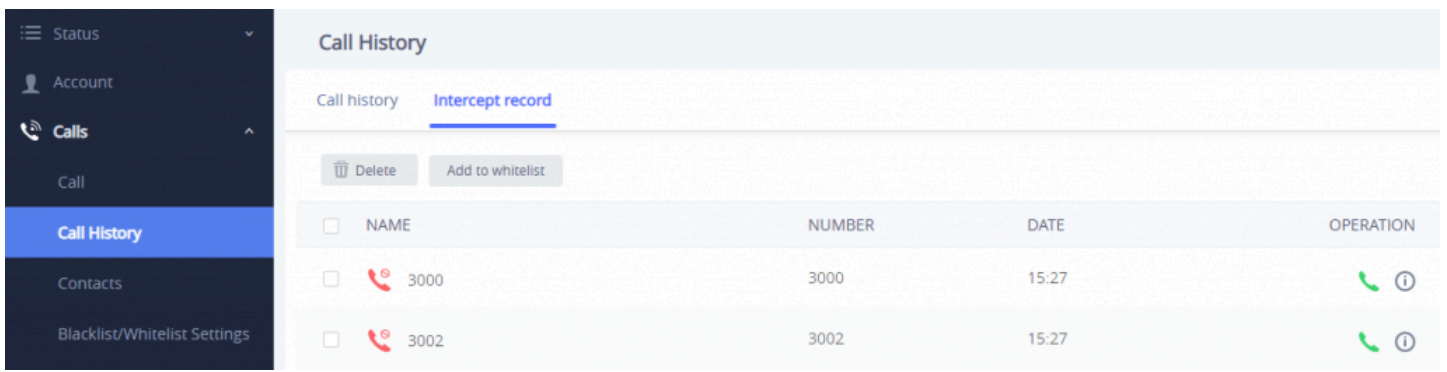 Status
Account
Calls
Call
Call History
Contacts
Blacklist/Whitelist Settings
Call History
Call history Intercept record
Delete Add to whitelist
NAME NUMBER DATE OPERATION
3000 3000 15:27
3002 3002 15:27